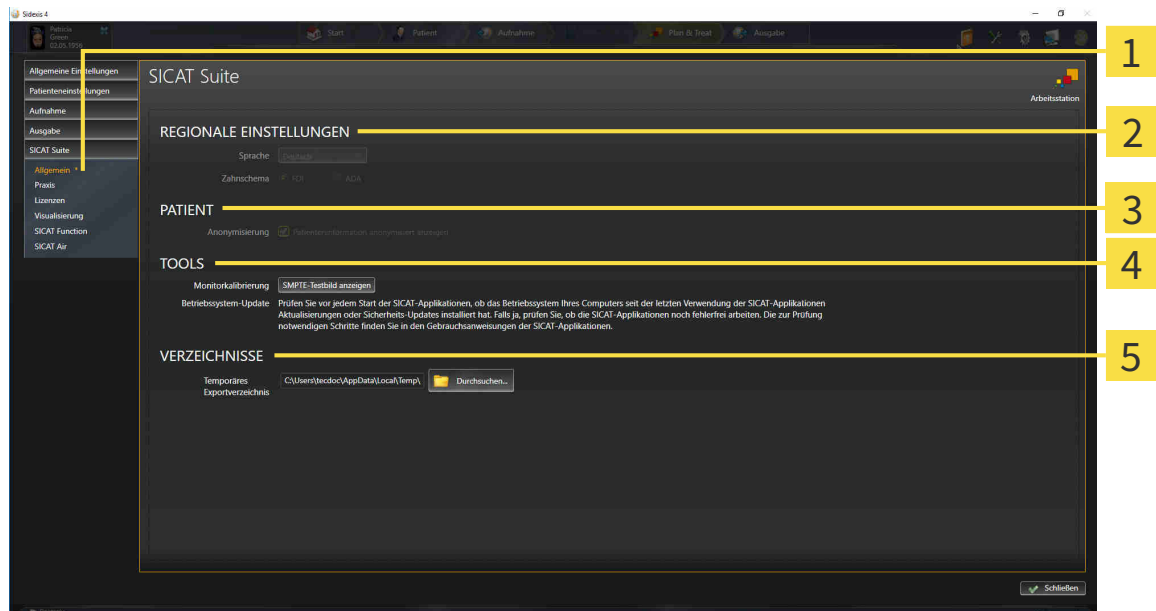 Sidexis 4
Patricia
Green
02.05.1956
Start
Patient
Aufnahme
Plan & Treat
Ausgabe
1
Allgemeine Einstellungen
Patienteneinstellungen
Aufnahme
Ausgabe
SICAT Suite
Allgemein
Praxis
Lizenzen
Visualisierung
SICAT Function
SICAT Air
SICAT Suite
Arbeitsstation
REGIONALE EINSTELLUNGEN
2
Sprache Deutsch
Zahnschema FDI ADA
PATIENT
3
Anonymisierung Patienteninformation anonymisiert anzeigen
TOOLS
4
Monitorkalibrierung SMPTE-Testbild anzeigen
Betriebssystem-Update Prüfen Sie vor jedem Start der SICAT-Applikationen, ob das Betriebssystem Ihres Computers seit der letzten Verwendung der SICAT-Applikationen
Aktualisierungen oder Sicherheits-Updates installiert hat. Falls ja, prüfen Sie, ob die SICAT-Applikationen noch fehlerfrei arbeiten. Die zur Prüfung
notwendigen Schritte finden Sie in den Gebrauchsanweisungen der SICAT-Applikationen.
VERZEICHNISSE
5
Temporäres
Exportverzeichnis
C:\Users\tecdoc\AppData\Local\Temp\
Durchsuchen...
Schließen